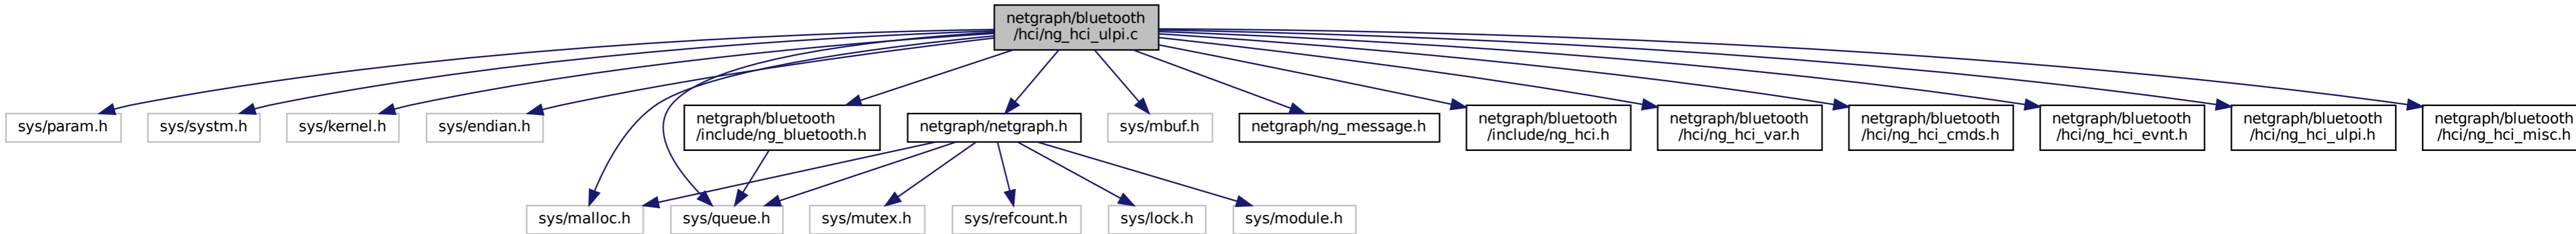 netgraph/bluetooth
/hci/ng_hci_ulpi.c
sys/param.h
sys/systm.h
sys/kernel.h
sys/endian.h
netgraph/bluetooth
/include/ng_bluetooth.h
netgraph/netgraph.h
sys/mbuf.h
netgraph/ng_message.h
netgraph/bluetooth
/include/ng_hci.h
netgraph/bluetooth
/hci/ng_hci_var.h
netgraph/bluetooth
/hci/ng_hci_cmds.h
netgraph/bluetooth
/hci/ng_hci_evnt.h
netgraph/bluetooth
/hci/ng_hci_ulpi.h
netgraph/bluetooth
/hci/ng_hci_misc.h
sys/malloc.h
sys/queue.h
sys/mutex.h
sys/refcount.h
sys/lock.h
sys/module.h